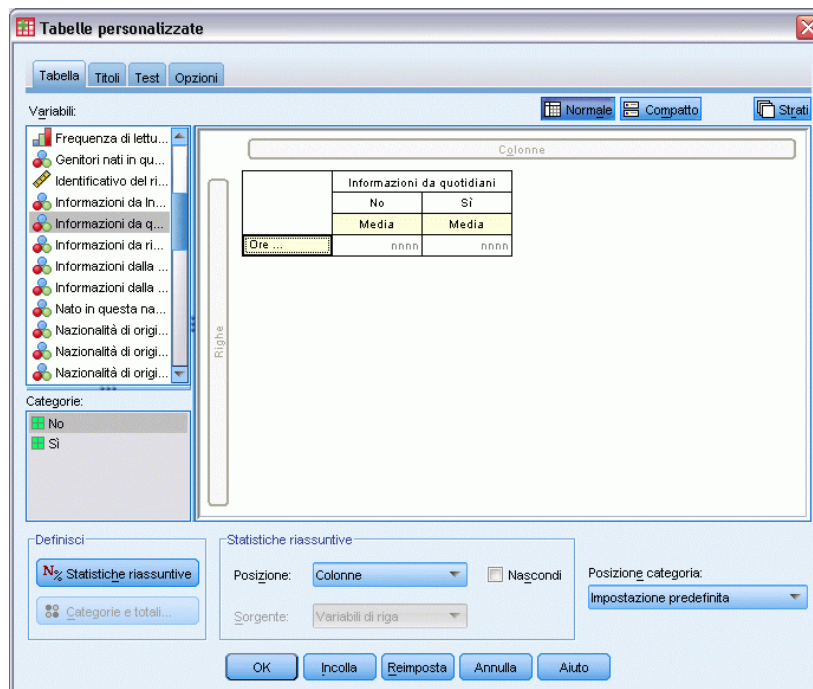 Tabelle personalizzate
Tabella Titoli Test Opzioni
Variabili:
Normale Compatto Strati
Frequenza di lettu...
Genitori nati in qu...
Identificativo del ri...
Informazioni da In...
Informazioni da q...
Informazioni da ri...
Informazioni dalla ...
Informazioni dalla ...
Nato in questa na...
Nazionalità di origi...
Nazionalità di origi...
Nazionalità di origi...
Categorie:
No
Sì
Colonne
Righe
Informazioni da quotidiani
No Sì
Media Media
Ore ... nnnn nnnn
Definisci
N% Statistiche riassuntive
Categorie e totali...
Statistiche riassuntive
Posizione: Colonne Nascondi
Sorgente: Variabili di riga
Posizione categoria:
Impostazione predefinita
OK Incolla Reimposta Annulla Aiuto